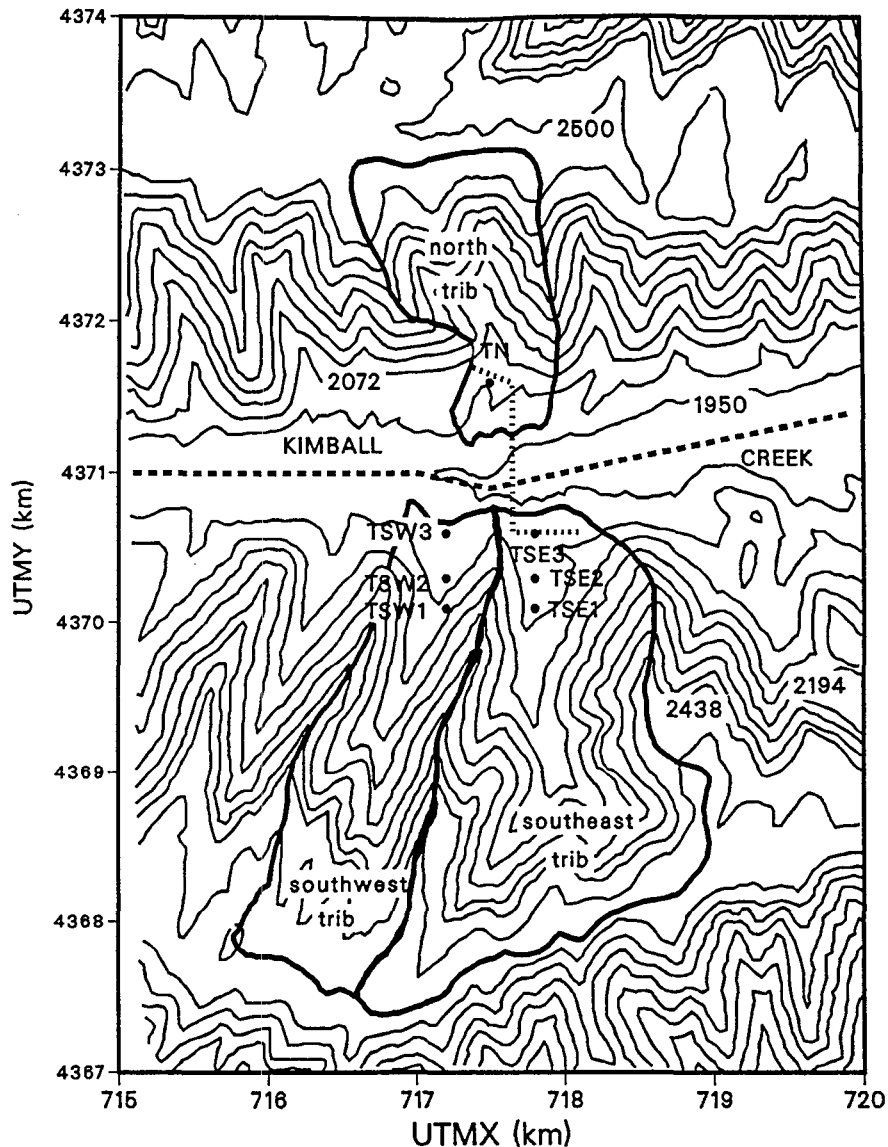 4374
2500
4373
north
trib
4372
TN
2072
1950
KIMBALL
4371
CREEK
UTMY (km)
TSW3
TSE3
TSW2
TSE2
TSW1
TSE1
4370
2438
2194
4369
southeast
trib
southwest
trib
4368
4367
715
716
717
718
719
720
UTMX (km)